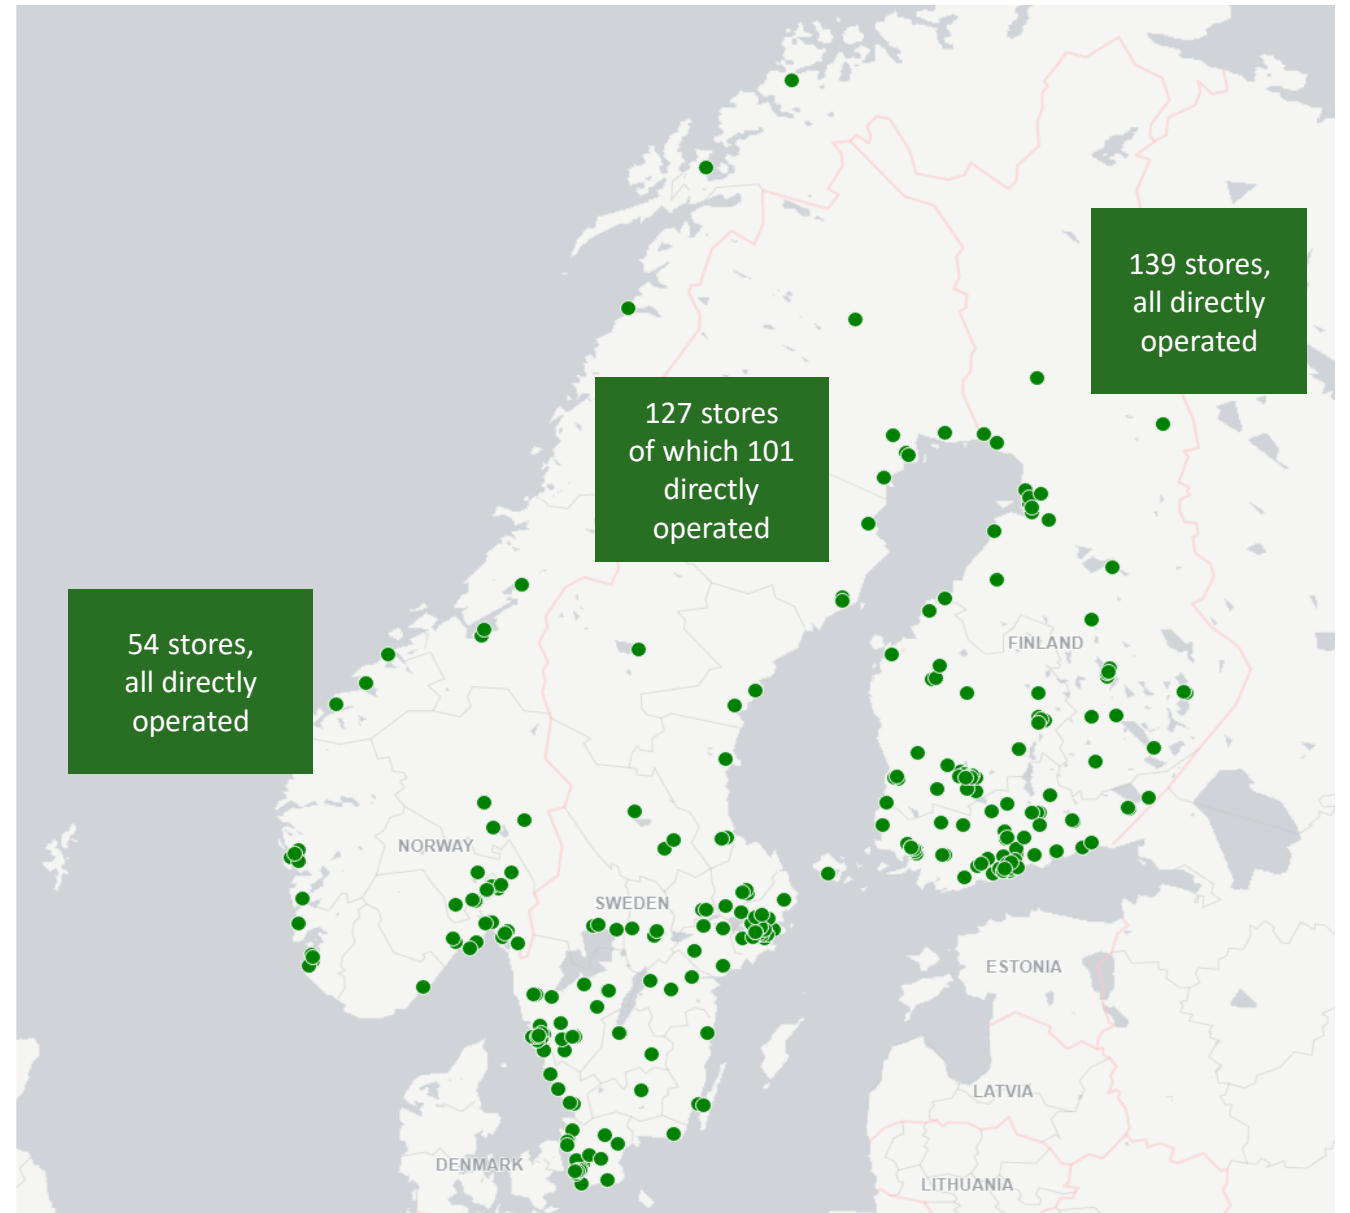 139 stores,
all directly
operated
127 stores
of which 101
directly
operated
54 stores,
all directly
operated
FINLAND
NORWAY
SWEDEN
ESTONIA
LATVIA
DENMARK
LITHUANIA